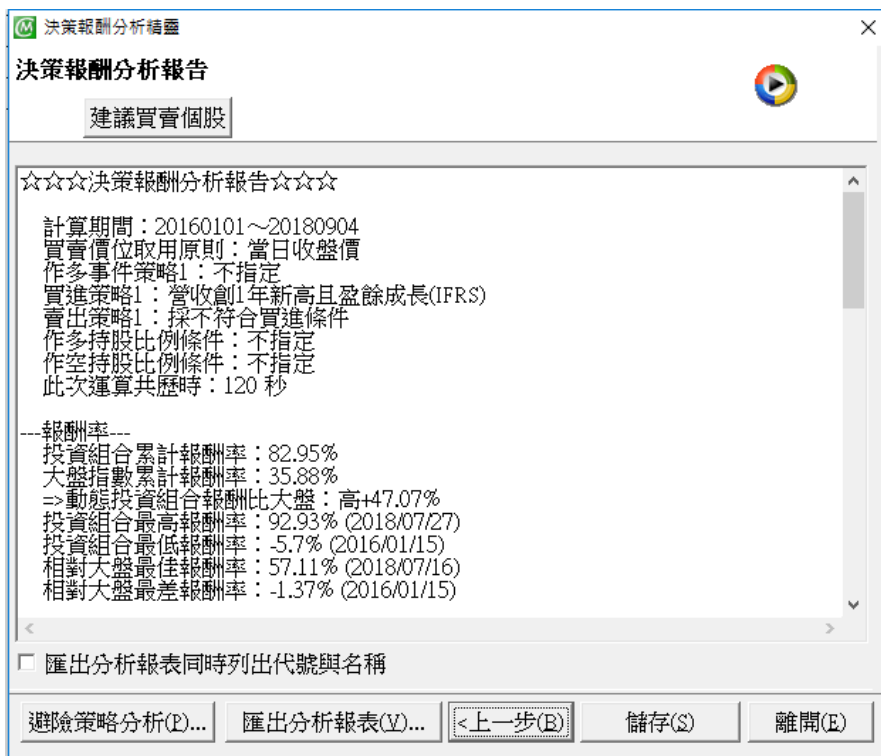 決策報酬分析精靈
決策報酬分析報告
建議買賣個股
☆☆☆決策報酬分析報告☆☆☆
計算期間：20160101～20180904
買賣價位取用原則：當日收盤價
作多事件策略1：不指定
買進策略1：營收創1年新高且盈餘成長(IFRS)
賣出策略1：採不符合買進條件
作多持股比例條件：不指定
作空持股比例條件：不指定
此次運算共歷時：120 秒
---報酬率---
投資組合累計報酬率：82.95%
大盤指數累計報酬率：35.88%
=>動態投資組合報酬比大盤：高+47.07%
投資組合最高報酬率：92.93% (2018/07/27)
投資組合最低報酬率：-5.7% (2016/01/15)
相對大盤最佳報酬率：57.11% (2018/07/16)
相對大盤最差報酬率：-1.37% (2016/01/15)
匯出分析報表同時列出代號與名稱
避險策略分析(P)... 匯出分析報表(V)... <上一步(B) 儲存(S) 離開(E)